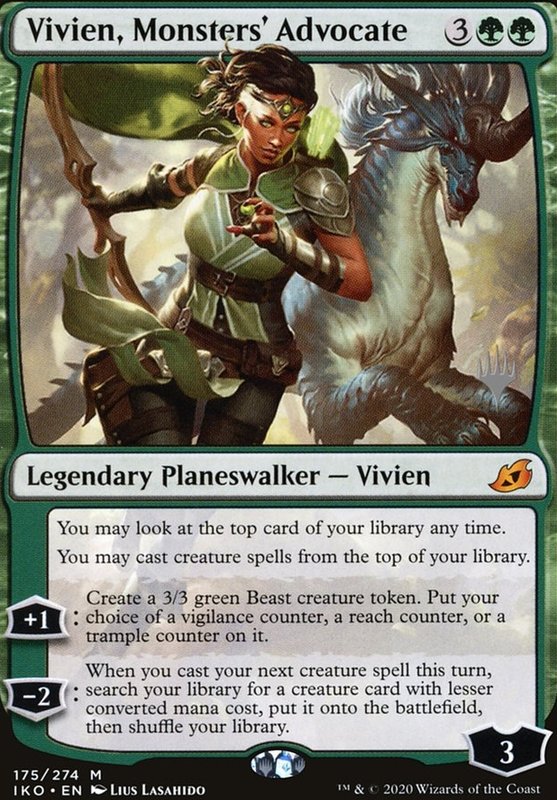 Vivien, Monsters' Advocate 3
Legendary Planeswalker — Vivien
You may look at the top card of your library any time.
You may cast creature spells from the top of your library.
Create a 3/3 green Beast creature token. Put your
+1: choice of a vigilance counter, a reach counter, or a
trample counter on it.
When you cast your next creature spell this turn,
−2: search your library for a creature card with lesser
converted mana cost, put it onto the battlefield,
then shuffle your library.
3
175/274 M
IKO • EN Lius Lasahido
™ & © 2020 Wizards of the Coast